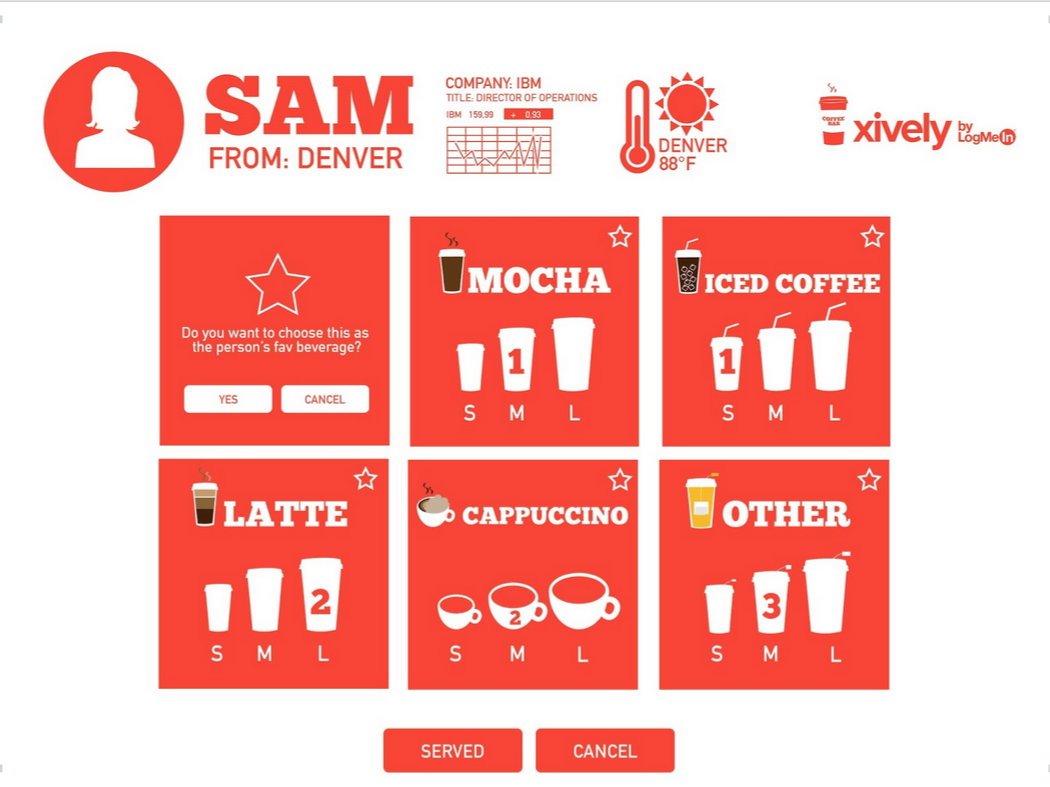 SAM
FROM: DENVER
COMPANY: IBM
TITLE: DIRECTOR OF OPERATIONS
IBM 159.99 + 0.93
DENVER
88°F
COFFEE
BAR
xively by
LogMeIn
Do you want to choose this as
the person's fav beverage?
YES CANCEL
MOCHA
1
S M L
ICED COFFEE
1
S M L
LATTE
2
S M L
CAPPUCCINO
2
S M L
OTHER
3
S M L
SERVED CANCEL